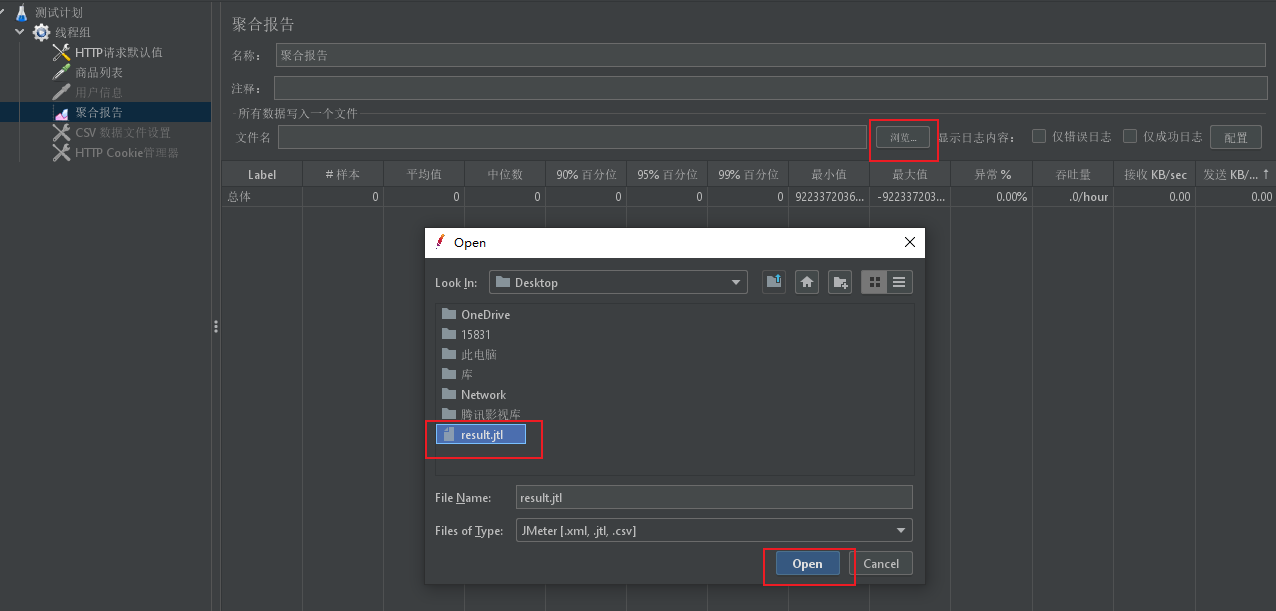 测试计划
线程组
HTTP请求默认值
商品列表
用户信息
聚合报告
CSV 数据文件设置
HTTP Cookie管理器
聚合报告
名称： 聚合报告
注释：
所有数据写入一个文件
文件名 浏览... 显示日志内容： 仅错误日志 仅成功日志 配置
Label # 样本 平均值 中位数 90% 百分位 95% 百分位 99% 百分位 最小值 最大值 异常 % 吞吐量 接收 KB/sec 发送 KB/... ↑
总体 0 0 0 0 0 0 9223372036... -922337203... 0.00% .0/hour 0.00 0.00
Open
Look In: Desktop
OneDrive
15831
此电脑
库
Network
腾讯影视库
result.jtl
File Name: result.jtl
Files of Type: JMeter [.xml, .jtl, .csv]
Open Cancel